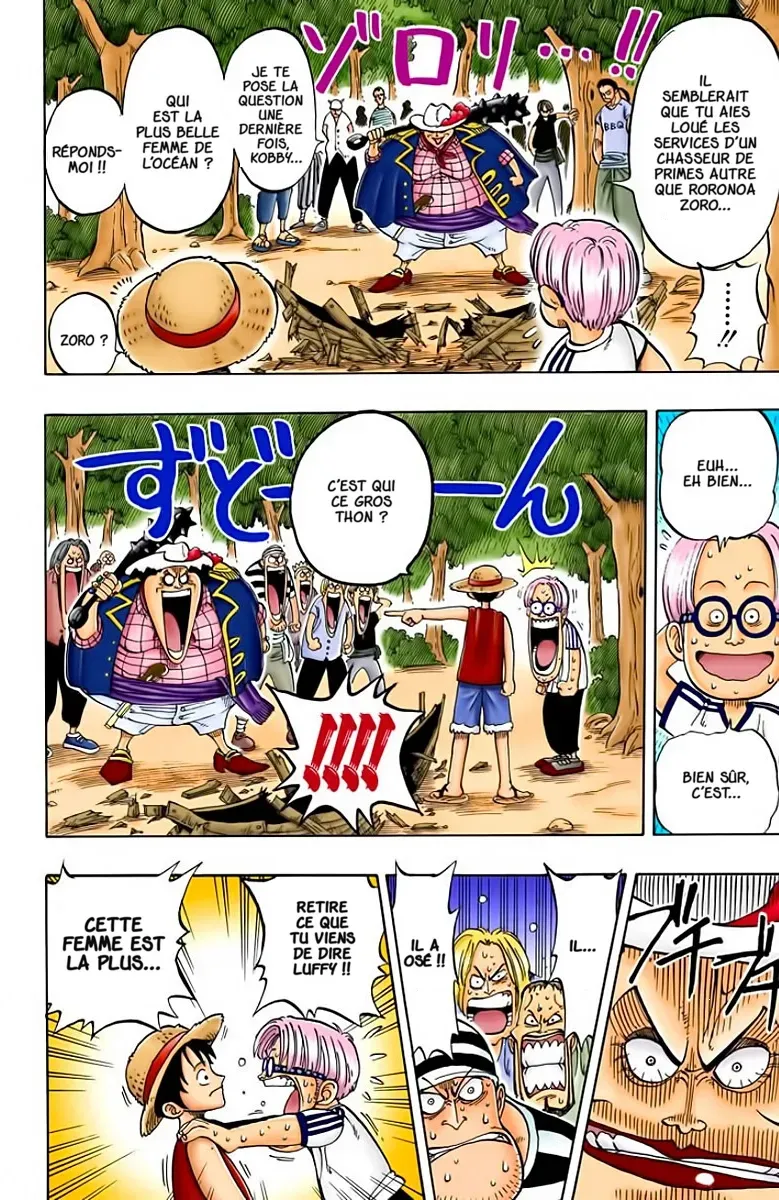 ゾロリ…!!
IL
SEMBLERAIT
QUE TU AIES
LOUÉ LES
SERVICES D'UN
CHASSEUR DE
PRIMES AUTRE
QUE RORONOA
ZORO...
......!!
BBQ
JE TE
POSE LA
QUESTION
UNE
DERNIÈRE
FOIS,
KOBBY...
QUI
EST LA
PLUS BELLE
FEMME DE
L'OCÉAN ?
RÉPONDS-
MOI !!
ZORO ?
EUH...
EH BIEN...
BIEN SÛR,
C'EST...
ずどーーん
C'EST QUI
CE GROS
THON ?
!!!!
ブチブチ
IL...
IL A
OSÉ !!
RETIRE
CE QUE
TU VIENS
DE DIRE
LUFFY !!
CETTE
FEMME EST
LA PLUS...